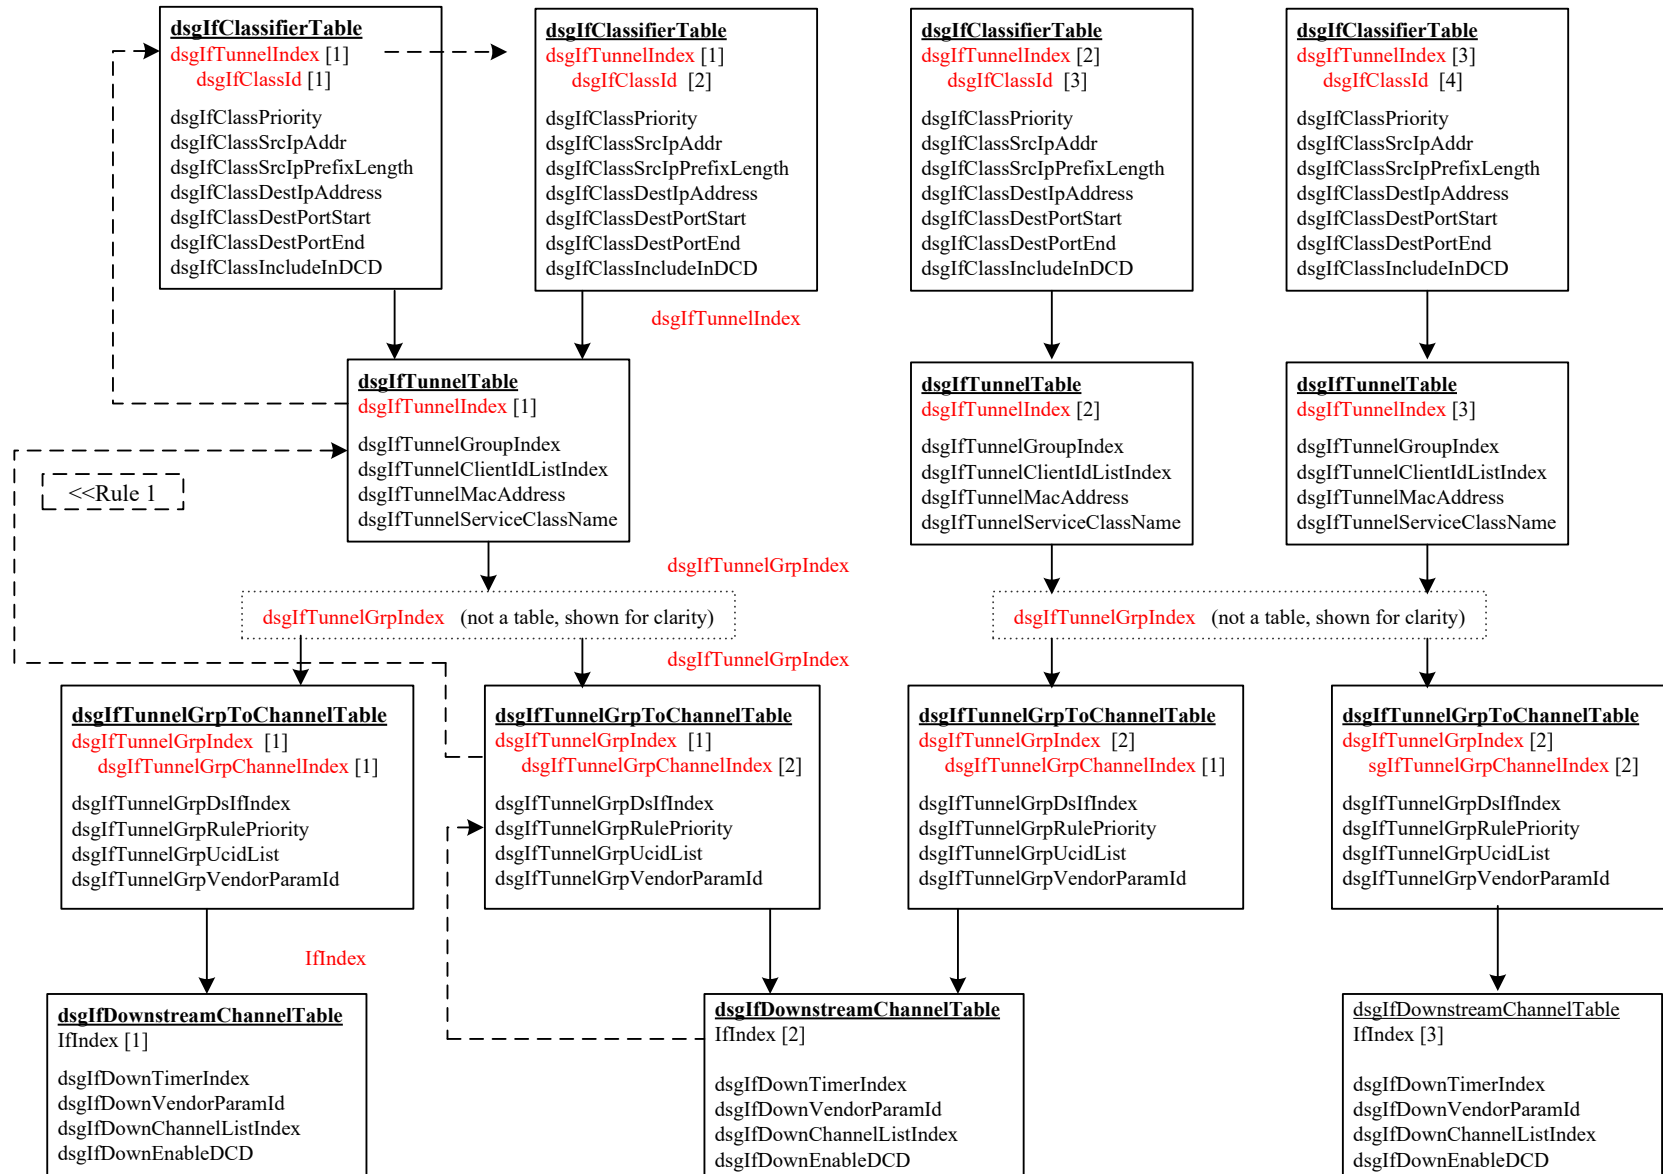 dsgIfClassifierTable
dsgIfTunnelIndex [1]
dsgIfClassId [1]
dsgIfClassPriority
dsgIfClassSrcIpAddr
dsgIfClassSrcIpPrefixLength
dsgIfClassDestIpAddress
dsgIfClassDestPortStart
dsgIfClassDestPortEnd
dsgIfClassIncludeInDCD
dsgIfClassifierTable
dsgIfTunnelIndex [1]
dsgIfClassId [2]
dsgIfClassPriority
dsgIfClassSrcIpAddr
dsgIfClassSrcIpPrefixLength
dsgIfClassDestIpAddress
dsgIfClassDestPortStart
dsgIfClassDestPortEnd
dsgIfClassIncludeInDCD
dsgIfClassifierTable
dsgIfTunnelIndex [2]
dsgIfClassId [3]
dsgIfClassPriority
dsgIfClassSrcIpAddr
dsgIfClassSrcIpPrefixLength
dsgIfClassDestIpAddress
dsgIfClassDestPortStart
dsgIfClassDestPortEnd
dsgIfClassIncludeInDCD
dsgIfClassifierTable
dsgIfTunnelIndex [3]
dsgIfClassId [4]
dsgIfClassPriority
dsgIfClassSrcIpAddr
dsgIfClassSrcIpPrefixLength
dsgIfClassDestIpAddress
dsgIfClassDestPortStart
dsgIfClassDestPortEnd
dsgIfClassIncludeInDCD
dsgIfTunnelIndex
dsgIfTunnelTable
dsgIfTunnelIndex [1]
dsgIfTunnelGroupIndex
dsgIfTunnelClientIdListIndex
dsgIfTunnelMacAddress
dsgIfTunnelServiceClassName
dsgIfTunnelTable
dsgIfTunnelIndex [2]
dsgIfTunnelGroupIndex
dsgIfTunnelClientIdListIndex
dsgIfTunnelMacAddress
dsgIfTunnelServiceClassName
dsgIfTunnelTable
dsgIfTunnelIndex [3]
dsgIfTunnelGroupIndex
dsgIfTunnelClientIdListIndex
dsgIfTunnelMacAddress
dsgIfTunnelServiceClassName
<<Rule 1
dsgIfTunnelGrpIndex
dsgIfTunnelGrpIndex (not a table, shown for clarity)
dsgIfTunnelGrpIndex (not a table, shown for clarity)
dsgIfTunnelGrpIndex
dsgIfTunnelGrpToChannelTable
dsgIfTunnelGrpIndex [1]
dsgIfTunnelGrpChannelIndex [1]
dsgIfTunnelGrpDsIfIndex
dsgIfTunnelGrpRulePriority
dsgIfTunnelGrpUcidList
dsgIfTunnelGrpVendorParamId
dsgIfTunnelGrpToChannelTable
dsgIfTunnelGrpIndex [1]
dsgIfTunnelGrpChannelIndex [2]
dsgIfTunnelGrpDsIfIndex
dsgIfTunnelGrpRulePriority
dsgIfTunnelGrpUcidList
dsgIfTunnelGrpVendorParamId
dsgIfTunnelGrpToChannelTable
dsgIfTunnelGrpIndex [2]
dsgIfTunnelGrpChannelIndex [1]
dsgIfTunnelGrpDsIfIndex
dsgIfTunnelGrpRulePriority
dsgIfTunnelGrpUcidList
dsgIfTunnelGrpVendorParamId
dsgIfTunnelGrpToChannelTable
dsgIfTunnelGrpIndex [2]
sgIfTunnelGrpChannelIndex [2]
dsgIfTunnelGrpDsIfIndex
dsgIfTunnelGrpRulePriority
dsgIfTunnelGrpUcidList
dsgIfTunnelGrpVendorParamId
IfIndex
dsgIfDownstreamChannelTable
IfIndex [1]
dsgIfDownTimerIndex
dsgIfDownVendorParamId
dsgIfDownChannelListIndex
dsgIfDownEnableDCD
dsgIfDownstreamChannelTable
IfIndex [2]
dsgIfDownTimerIndex
dsgIfDownVendorParamId
dsgIfDownChannelListIndex
dsgIfDownEnableDCD
dsgIfDownstreamChannelTable
IfIndex [3]
dsgIfDownTimerIndex
dsgIfDownVendorParamId
dsgIfDownChannelListIndex
dsgIfDownEnableDCD